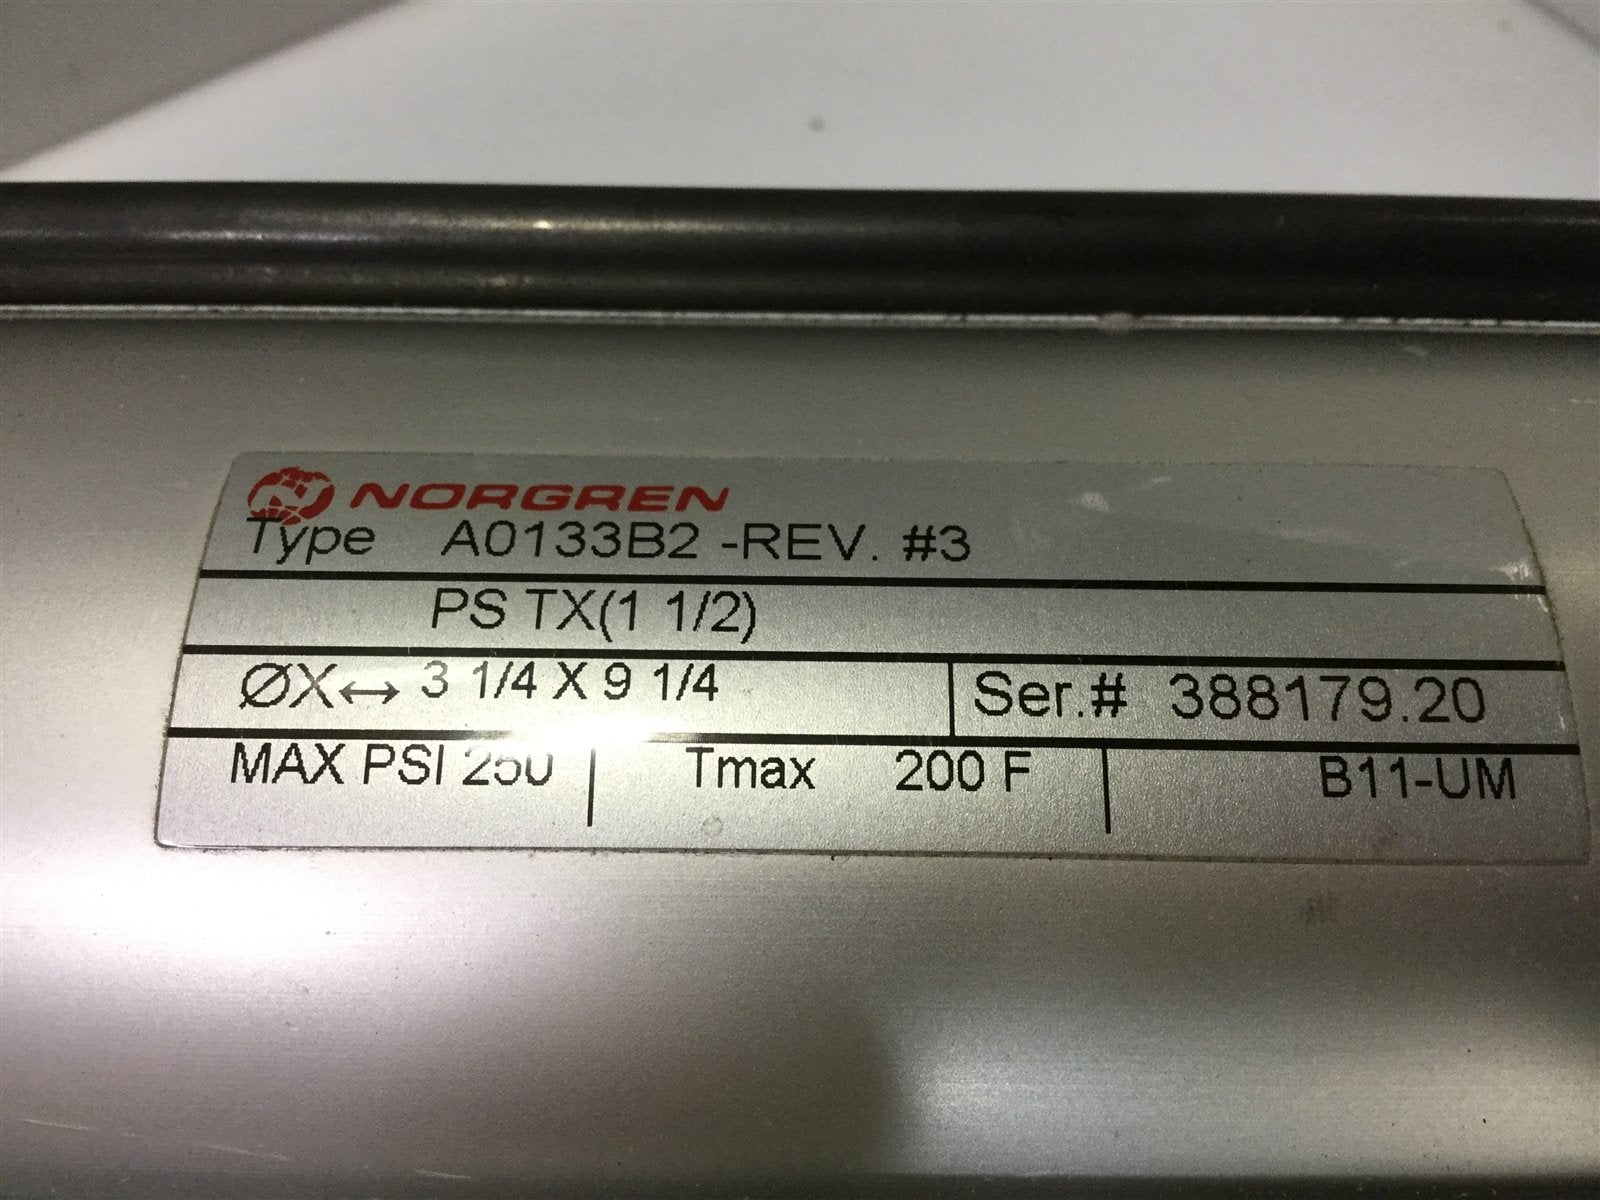 NORGREN
Type A0133B2 -REV. #3
PS TX(1 1/2)
ØX↔ 3 1/4 X 9 1/4 Ser.# 388179.20
MAX PSI 250 Tmax 200 F B11-UM